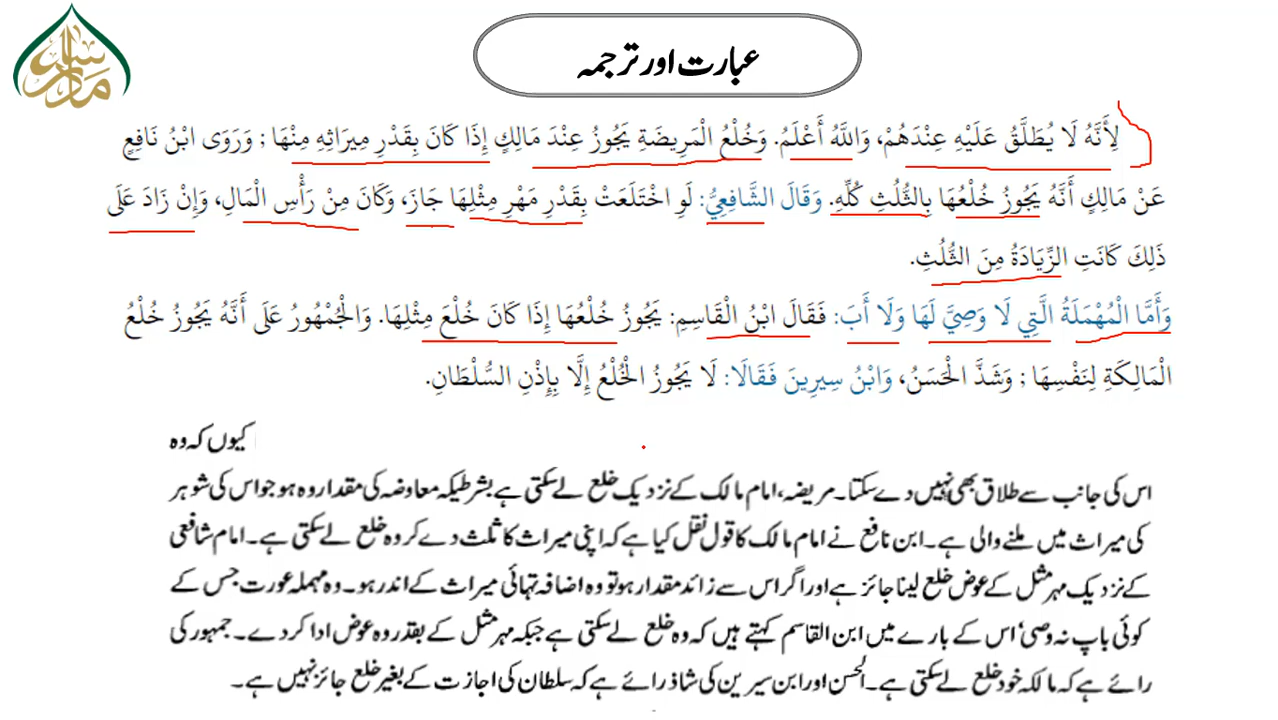 مدارس
عبارت اور ترجمہ
لِأَنَّهُ لَا يُطَلَّقُ عَلَيْهِ عِنْدَهُمْ، وَاللَّهُ أَعْلَمُ. وَخُلْعُ الْمَرِيضَةِ يَجُوزُ عِنْدَ مَالِكٍ إِذَا كَانَ بِقَدْرِ مِيرَاثِهِ مِنْهَا ; وَرَوَى ابْنُ نَافِعٍ
عَنْ مَالِكٍ أَنَّهُ يَجُوزُ خُلْعُهَا بِالثُّلُثِ كُلِّهِ. وَقَالَ الشَّافِعِيُّ: لَوِ اخْتَلَعَتْ بِقَدْرِ مَهْرِ مِثْلِهَا جَازَ، وَكَانَ مِنْ رَأْسِ الْمَالِ، وَإِنْ زَادَ عَلَى
ذَلِكَ كَانَتِ الزِّيَادَةُ مِنَ الثُّلُثِ.
وَأَمَّا الْمُهْمَلَةُ الَّتِي لَا وَصِيَّ لَهَا وَلَا أَبَ: فَقَالَ ابْنُ الْقَاسِمِ: يَجُوزُ خُلْعُهَا إِذَا كَانَ خُلْعَ مِثْلِهَا. وَالْجُمْهُورُ عَلَى أَنَّهُ يَجُوزُ خُلْعُ
الْمَالِكَةِ لِنَفْسِهَا ; وَشَذَّ الْحَسَنُ، وَابْنُ سِيرِينَ فَقَالَا: لَا يَجُوزُ الْخُلْعُ إِلَّا بِإِذْنِ السُّلْطَانِ.
کیوں کہ وہ
اس کی جانب سے طلاق بھی نہیں دے سکتا۔ مریضہ، امام مالک کے نزدیک خلع لے سکتی ہے بشرطیکہ معاوضہ کی مقدار وہ ہو جو اس کی شوہر
کی میراث میں ملنے والی ہے۔ ابن نافع نے امام مالک کا قول نقل کیا ہے کہ اپنی میراث کا ثلث دے کر وہ خلع لے سکتی ہے۔ امام شافعی
کے نزدیک مہر مثل کے عوض خلع لینا جائز ہے اور اگر اس سے زائد مقدار ہو تو وہ اضافہ تہائی میراث کے اندر ہو۔ وہ مہملہ عورت جس کے
کوئی باپ نہ وصی' اس کے بارے میں ابن القاسم کہتے ہیں کہ وہ خلع لے سکتی ہے جبکہ مہر مثل کے بقدر وہ عوض ادا کر دے۔ جمہور کی
رائے ہے کہ مالکہ خود خلع لے سکتی ہے۔ الحسن اور ابن سیرین کی شاذ رائے ہے کہ سلطان کی اجازت کے بغیر خلع جائز نہیں ہے۔